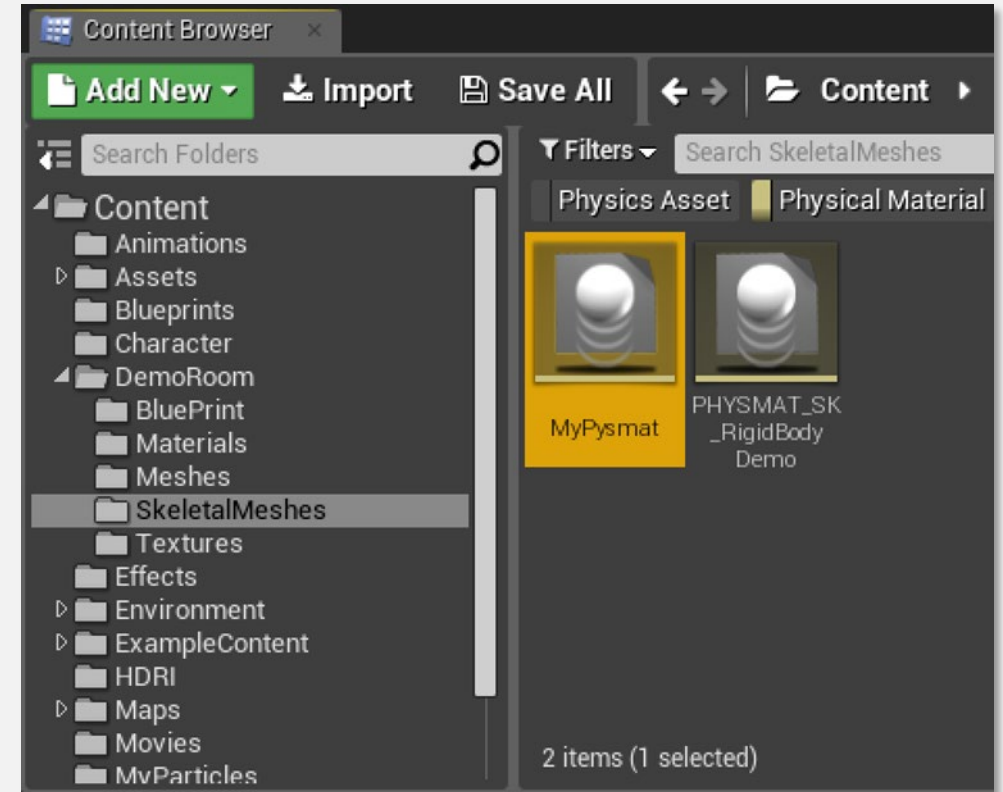 Content Browser
Add New
Import
Save All
Content
Search Folders
Filters
Search SkeletalMeshes
Physics Asset
Physical Material
Content
Animations
Assets
Blueprints
Character
DemoRoom
BluePrint
Materials
Meshes
SkeletalMeshes
Textures
Effects
Environment
ExampleContent
HDRI
Maps
Movies
MyParticles
MyPysmat
PHYSMAT_SK
_RigidBody
Demo
2 items (1 selected)